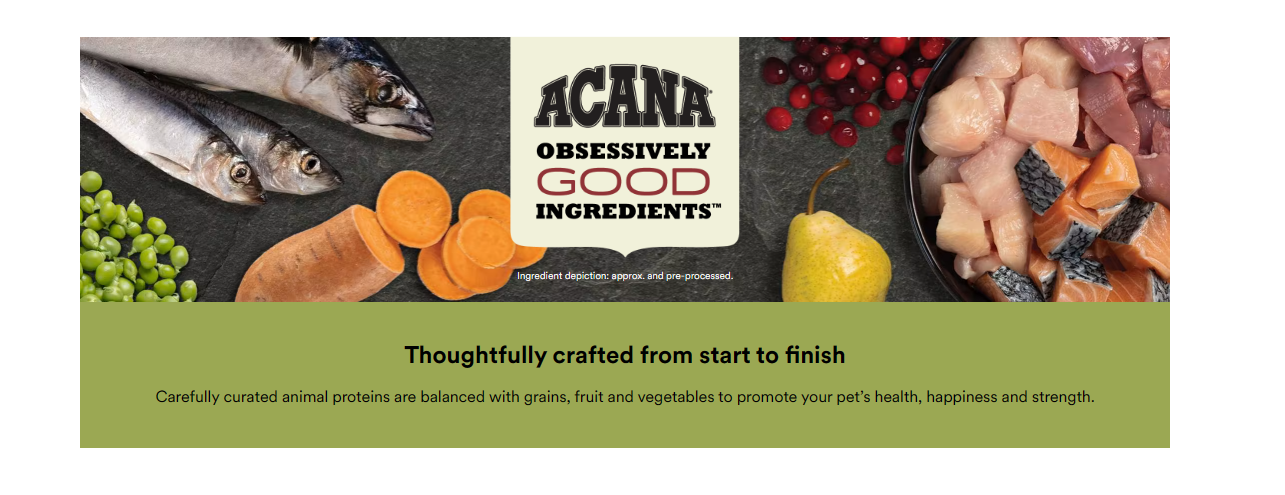 ACANA
OBSESSIVELY
GOOD
INGREDIENTS™
Ingredient depiction: approx. and pre-processed.
Thoughtfully crafted from start to finish
Carefully curated animal proteins are balanced with grains, fruit and vegetables to promote your pet’s health, happiness and strength.